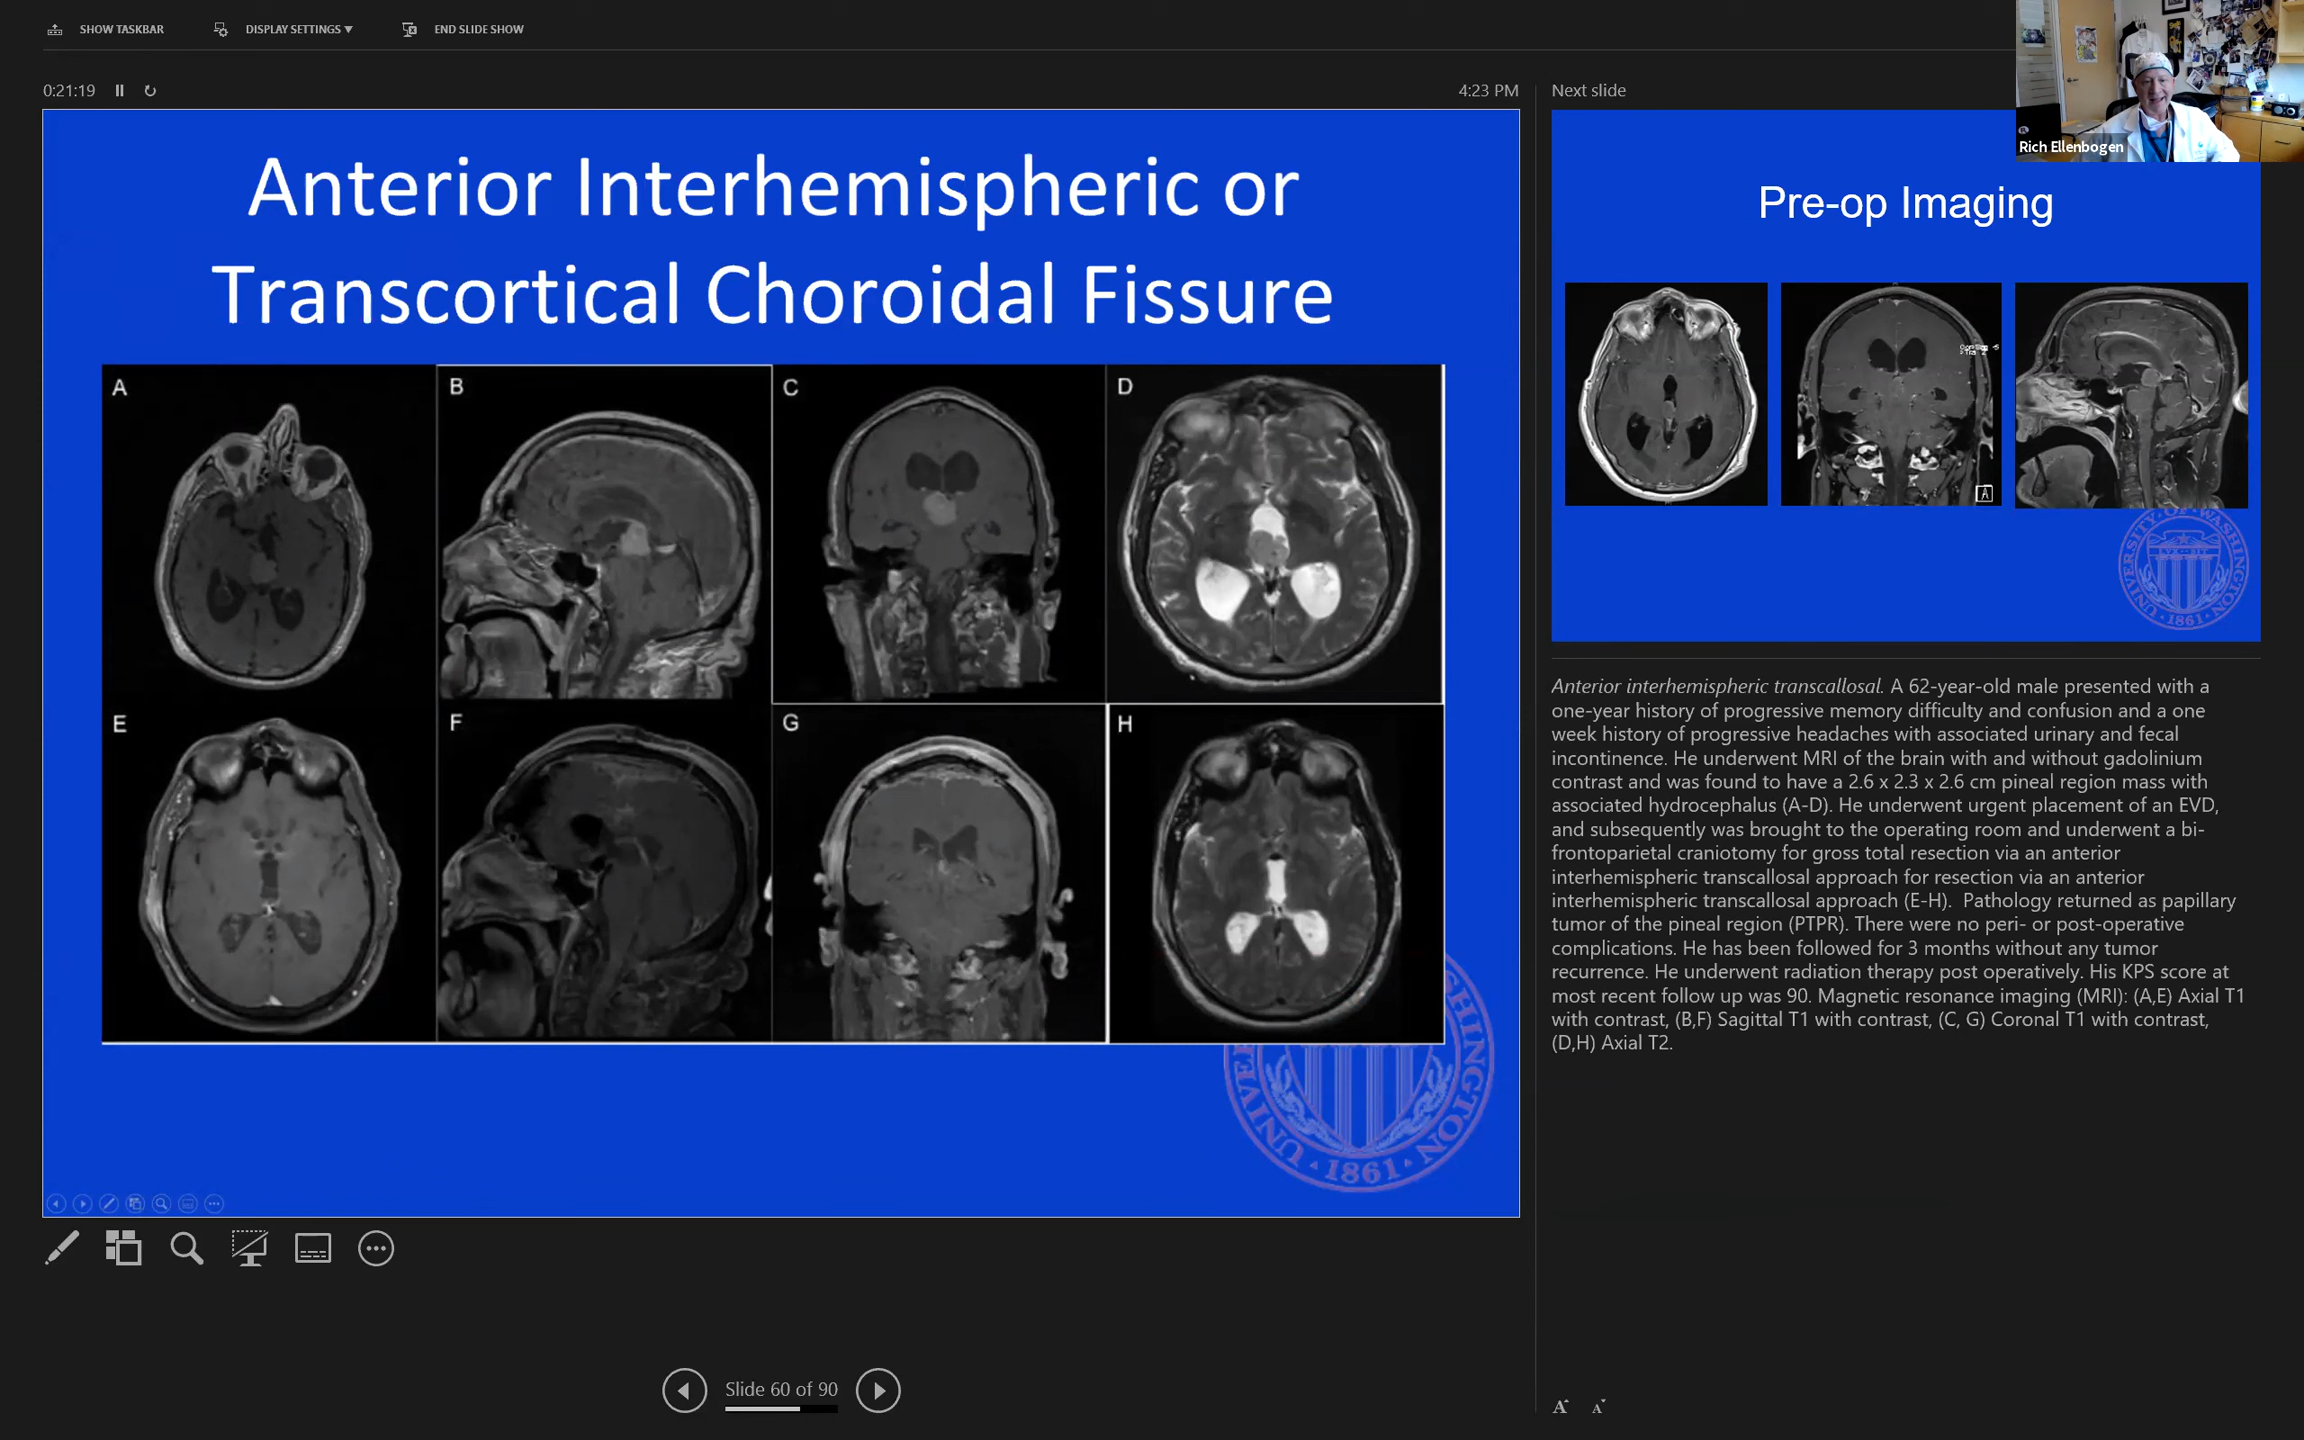 SHOW TASKBAR
DISPLAY SETTINGS ▼
END SLIDE SHOW
0:21:19
4:23 PM
Anterior Interhemispheric or
Transcortical Choroidal Fissure
A
B
C
D
E
F
G
H
UNIVE
SHINGTON
1861
Slide 60 of 90
Next slide
Rich Ellenbogen
Pre-op Imaging
A
UNIVERSITY OF WASHINGTON
1861
Anterior interhemispheric transcallosal. A 62-year-old male presented with a
one-year history of progressive memory difficulty and confusion and a one
week history of progressive headaches with associated urinary and fecal
incontinence. He underwent MRI of the brain with and without gadolinium
contrast and was found to have a 2.6 x 2.3 x 2.6 cm pineal region mass with
associated hydrocephalus (A-D). He underwent urgent placement of an EVD,
and subsequently was brought to the operating room and underwent a bi-
frontoparietal craniotomy for gross total resection via an anterior
interhemispheric transcallosal approach for resection via an anterior
interhemispheric transcallosal approach (E-H).  Pathology returned as papillary
tumor of the pineal region (PTPR). There were no peri- or post-operative
complications. He has been followed for 3 months without any tumor
recurrence. He underwent radiation therapy post operatively. His KPS score at
most recent follow up was 90. Magnetic resonance imaging (MRI): (A,E) Axial T1
with contrast, (B,F) Sagittal T1 with contrast, (C, G) Coronal T1 with contrast,
(D,H) Axial T2.
A
A